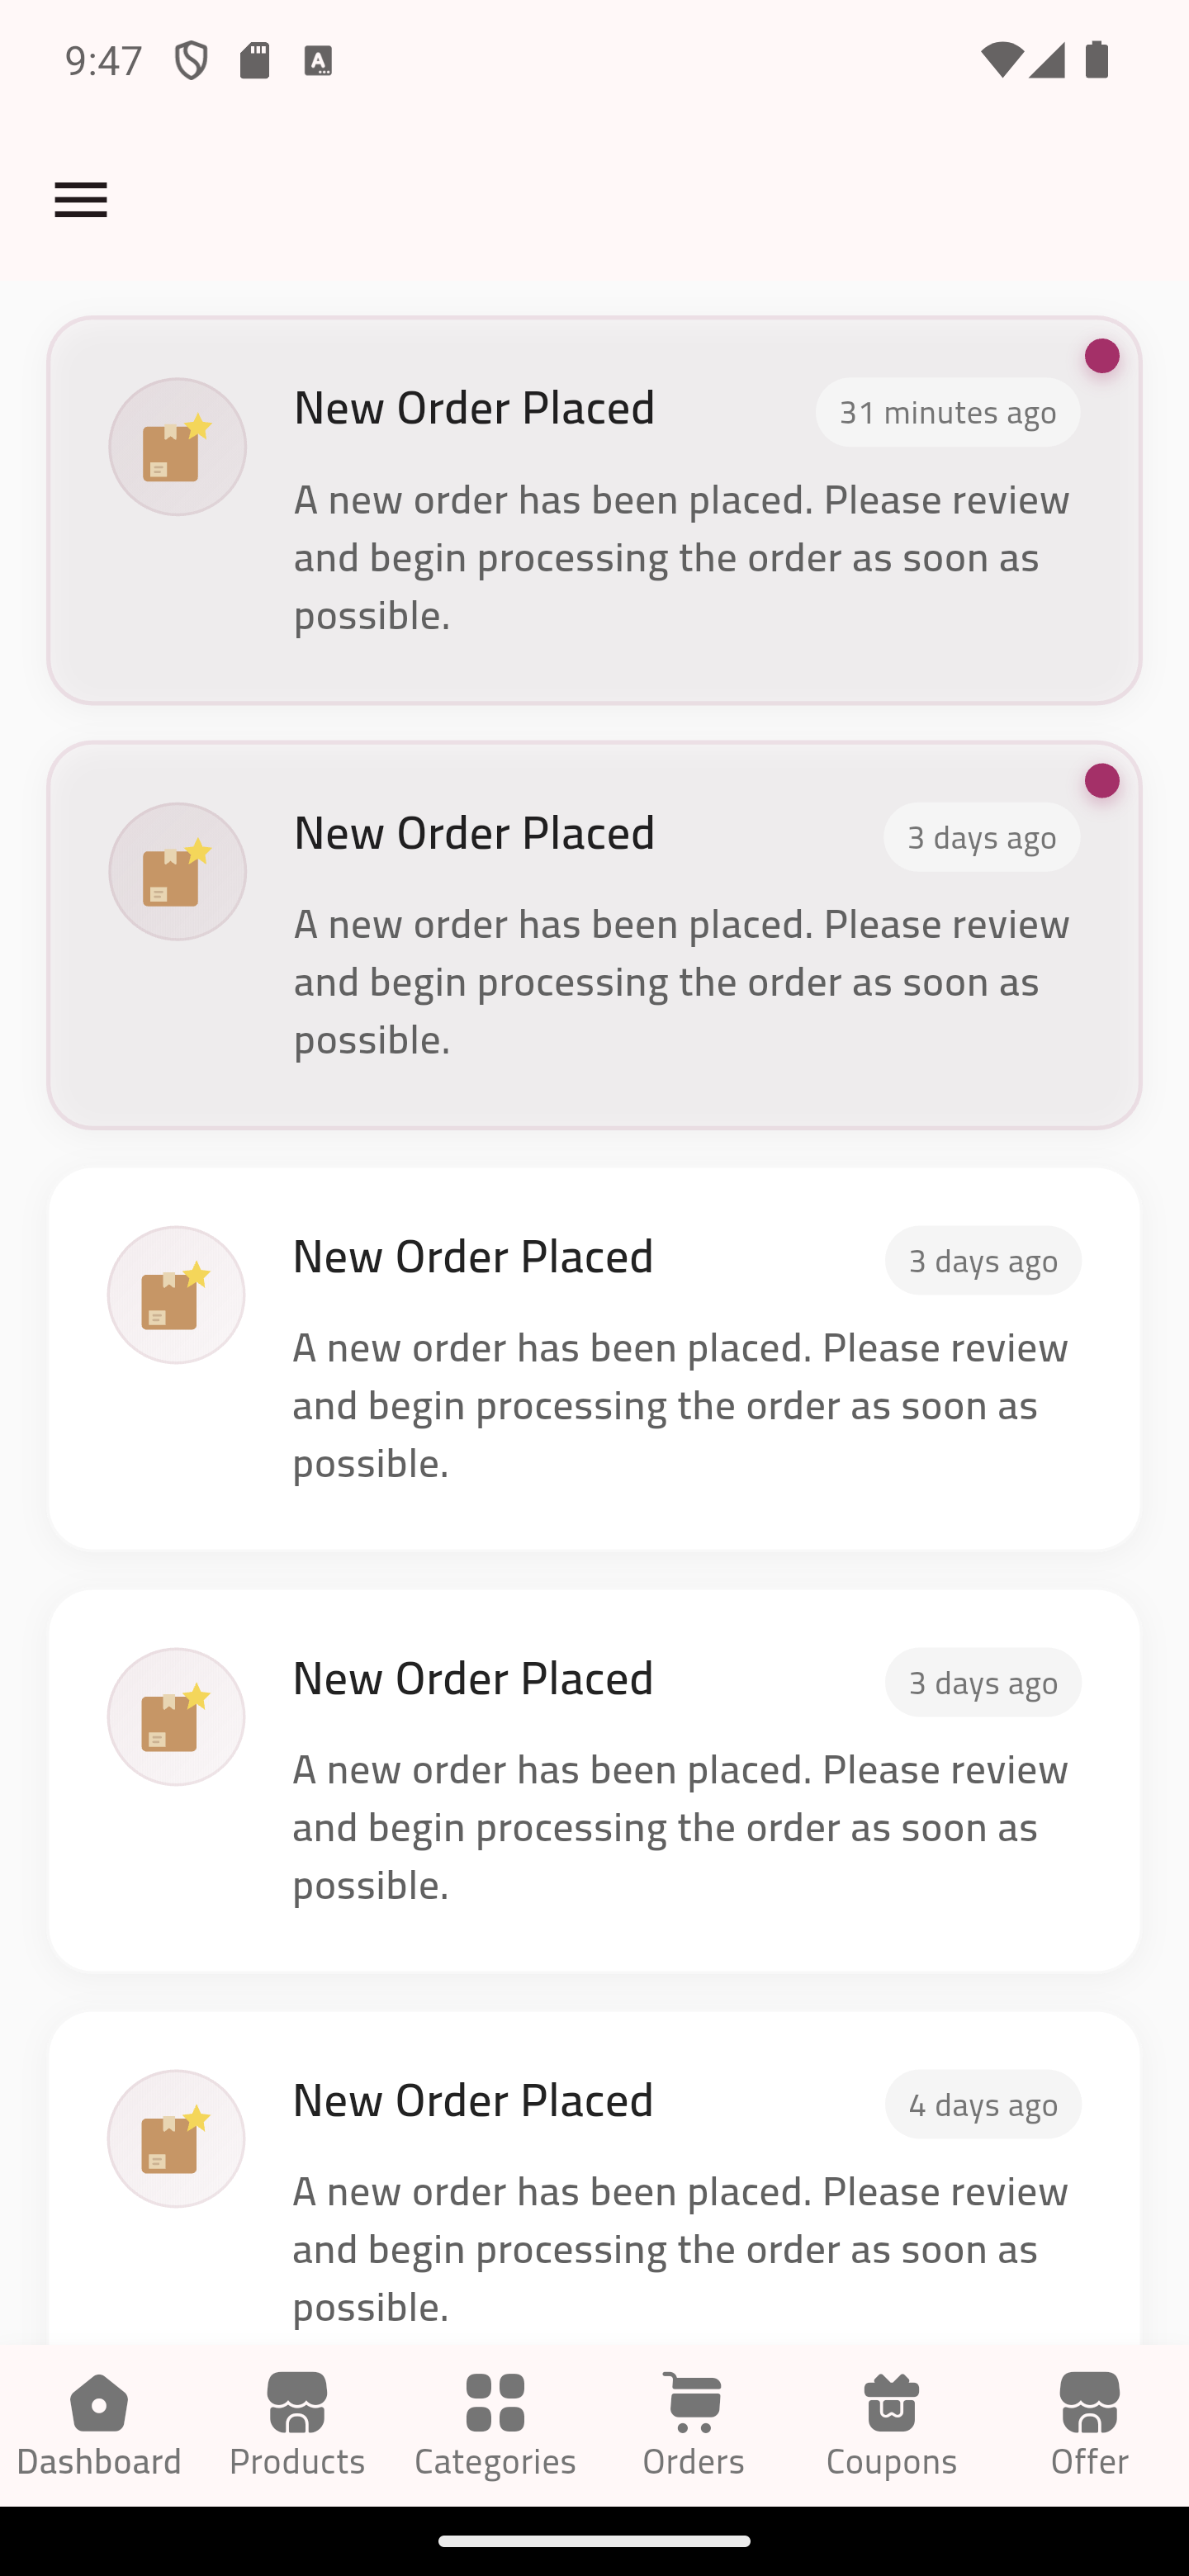 9:47
New Order Placed
31 minutes ago
A new order has been placed. Please review
and begin processing the order as soon as
possible.
New Order Placed
3 days ago
A new order has been placed. Please review
and begin processing the order as soon as
possible.
New Order Placed
3 days ago
A new order has been placed. Please review
and begin processing the order as soon as
possible.
New Order Placed
3 days ago
A new order has been placed. Please review
and begin processing the order as soon as
possible.
New Order Placed
4 days ago
A new order has been placed. Please review
and begin processing the order as soon as
possible.
Dashboard
Products
Categories
Orders
Coupons
Offer